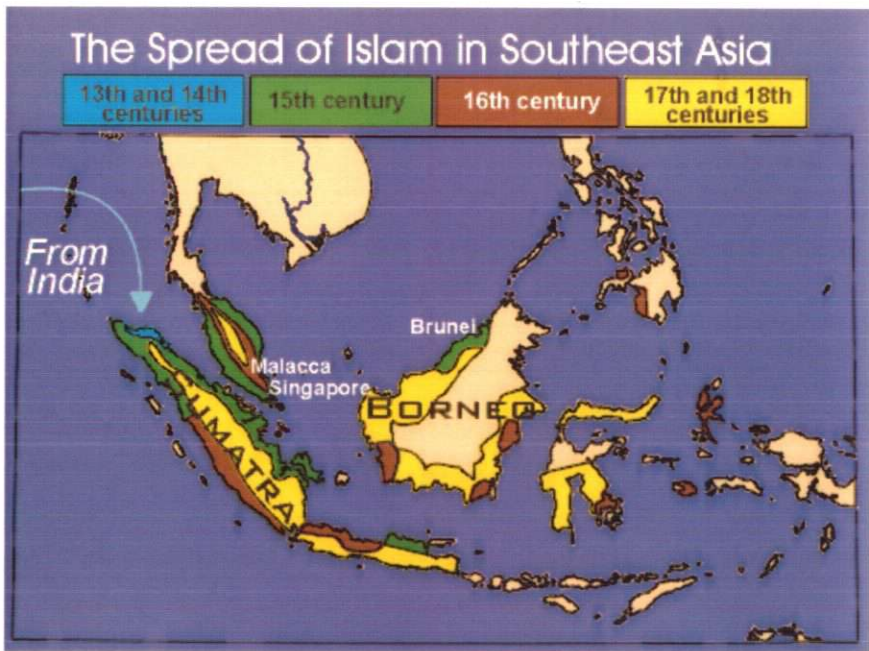 The Spread of Islam in Southeast Asia
13th and 14th
centuries
15th century
16th century
17th and 18th
centuries
From
India
Brunei
Malacca
Singapore
BORNEO
SUMATRA